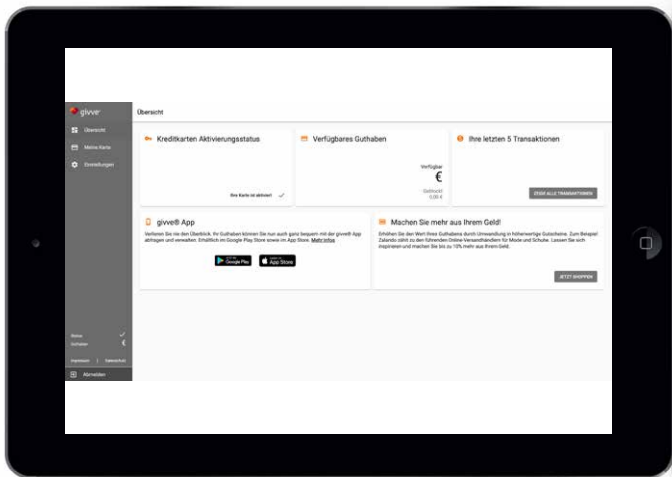 givve
Übersicht
Übersicht
Meine Karte
Einstellungen
Kreditkarten Aktivierungsstatus
Ihre Karte ist aktiviert
Verfügbares Guthaben
Verfügbar
€
Gebucht
0,00 €
Ihre letzten 5 Transaktionen
ZEIGE ALLE TRANSAKTIONEN
givve® App
Verlieren Sie nie den Überblick. Ihr Guthaben können Sie nun auch ganz bequem mit der givve® App
abfragen und verwalten. Erhältlich im Google Play Store sowie im App Store. Mehr Infos
Google Play
App Store
Machen Sie mehr aus Ihrem Geld!
Erhöhen Sie den Wert Ihres Guthabens durch Umwandlung in höherwertige Gutscheine. Zum Beispiel
Zalando zählt zu den führenden Online-Versandhändlern für Mode und Schuhe. Lassen Sie sich
inspirieren und machen Sie bis zu 10% mehr aus Ihrem Geld.
JETZT SHOPPEN
Status
Guthaben €
Impressum | Datenschutz
Abmelden